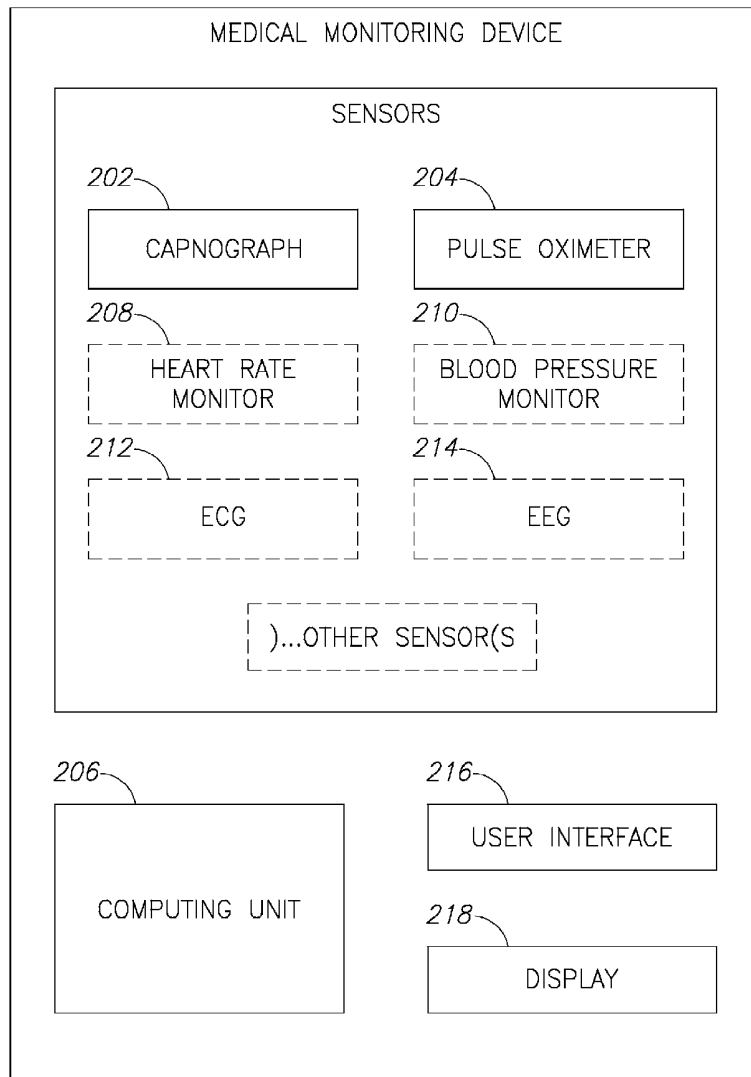 MEDICAL MONITORING DEVICE
SENSORS
202
204
CAPNOGRAPH
PULSE OXIMETER
208
210
HEART RATE
MONITOR
BLOOD PRESSURE
MONITOR
212
214
ECG
EEG
)...OTHER SENSOR(S
206
216
COMPUTING UNIT
USER INTERFACE
218
DISPLAY